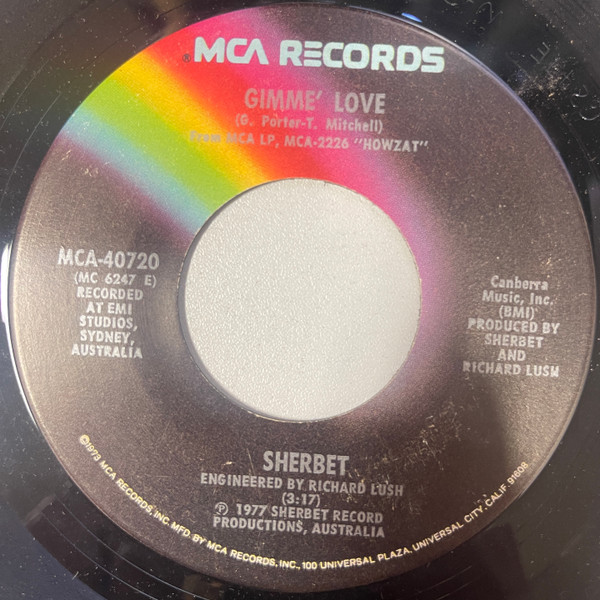 ® MCA RECORDS
GIMME' LOVE
(G. Porter-T. Mitchell)
From MCA LP, MCA-2226 "HOWZAT"
MCA-40720
(MC 6247 E)
RECORDED
AT EMI
STUDIOS,
SYDNEY,
AUSTRALIA
Canberra
Music, Inc.
(BMI)
PRODUCED BY
SHERBET
AND
RICHARD LUSH
SHERBET
ENGINEERED BY RICHARD LUSH
(3:17)
℗ 1977 SHERBET RECORD
PRODUCTIONS, AUSTRALIA
©1973 MCA RECORDS, INC. MFD. BY MCA RECORDS, INC., 100 UNIVERSAL PLAZA, UNIVERSAL CITY, CALIF. 91608